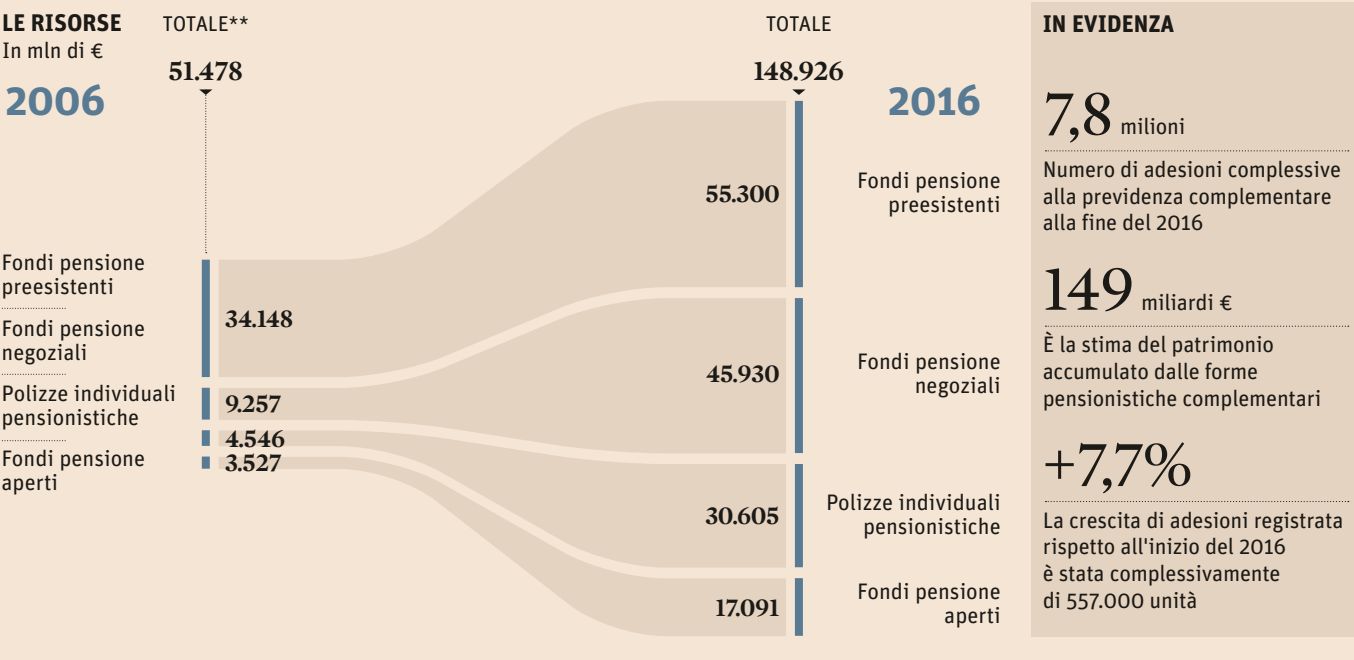 LE RISORSE
In mln di €
2006
TOTALE**
51.478
Fondi pensione
preesistenti
Fondi pensione
negoziali
Polizze individuali
pensionistiche
Fondi pensione
aperti
34.148
9.257
4.546
3.527
TOTALE
148.926
2016
55.300
Fondi pensione
preesistenti
45.930
Fondi pensione
negoziali
30.605
Polizze individuali
pensionistiche
17.091
Fondi pensione
aperti
IN EVIDENZA
7,8 milioni
Numero di adesioni complessive
alla previdenza complementare
alla fine del 2016
149 miliardi €
È la stima del patrimonio
accumulato dalle forme
pensionistiche complementari
+7,7%
La crescita di adesioni registrata
rispetto all'inizio del 2016
è stata complessivamente
di 557.000 unità